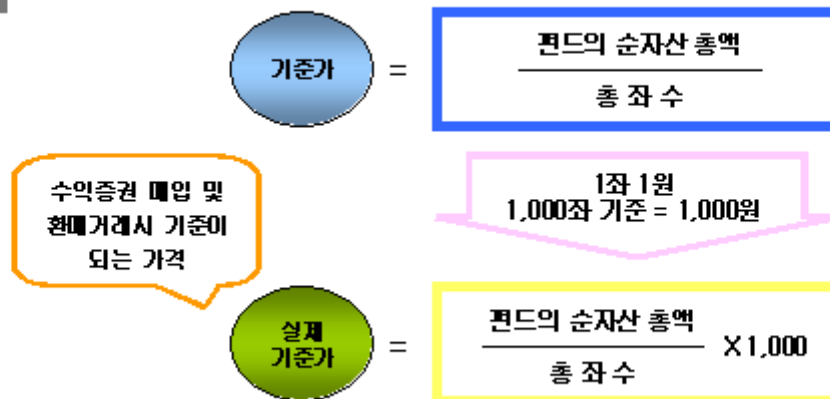 기준가 =
펀드의 순자산 총액
총 좌 수
수익증권 매입 및
환매거래시 기준이
되는 가격
1좌 1원
1,000좌 기준 = 1,000원
실제
기준가 =
펀드의 순자산 총액
총 좌 수
X 1,000